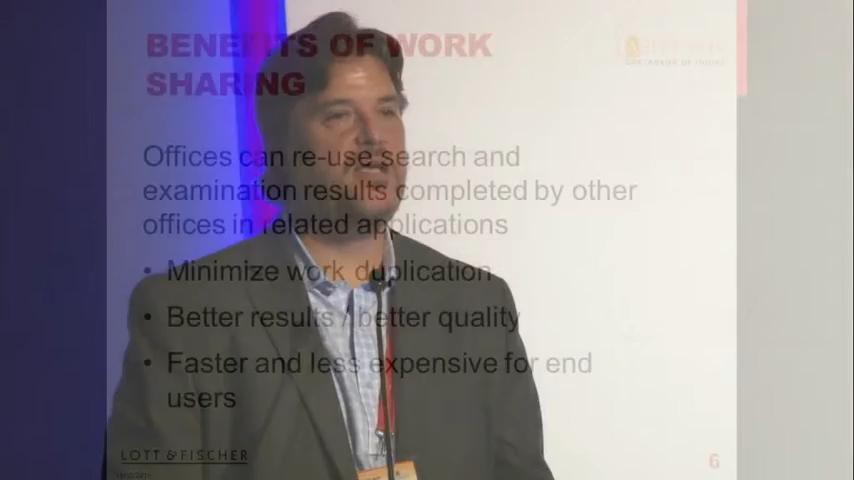 BENEFITS OF WORK
SHARING
Offices can re-use search and
examination results completed by other
offices in related applications
• Minimize work duplication
• Better results / better quality
• Faster and less expensive for end
users
LOTT & FISCHER
6